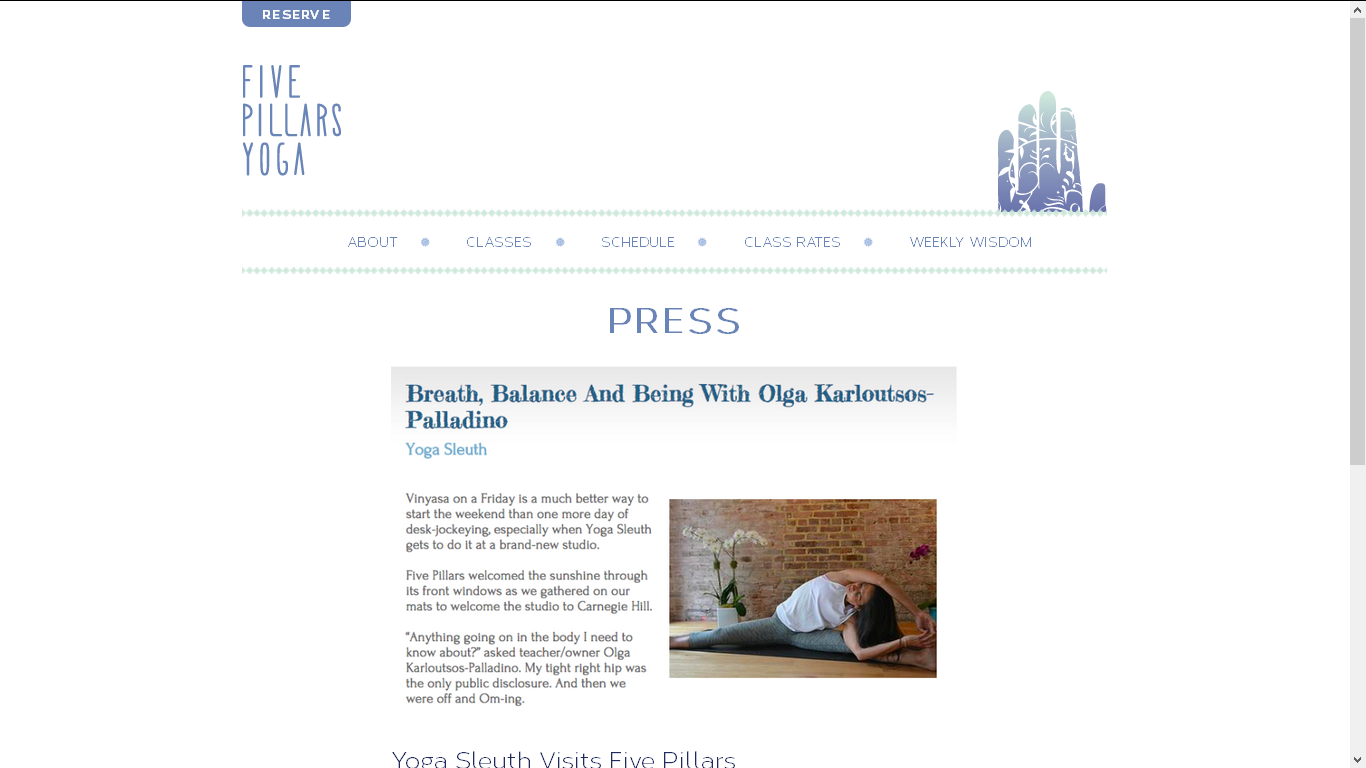 RESERVE
FIVE
PILLARS
YOGA
ABOUT
CLASSES
SCHEDULE
CLASS RATES
WEEKLY WISDOM
PRESS
Breath, Balance And Being With Olga Karloutsos-
Palladino
Yoga Sleuth
Vinyasa on a Friday is a much better way to
start the weekend than one more day of
desk-jockeying, especially when Yoga Sleuth
gets to do it at a brand-new studio.
Five Pillars welcomed the sunshine through
its front windows as we gathered on our
mats to welcome the studio to Carnegie Hill.
“Anything going on in the body I need to
know about?” asked teacher/owner Olga
Karloutsos-Palladino. My tight right hip was
the only public disclosure. And then we
were off and Om-ing.
Yoga Sleuth Visits Five Pillars